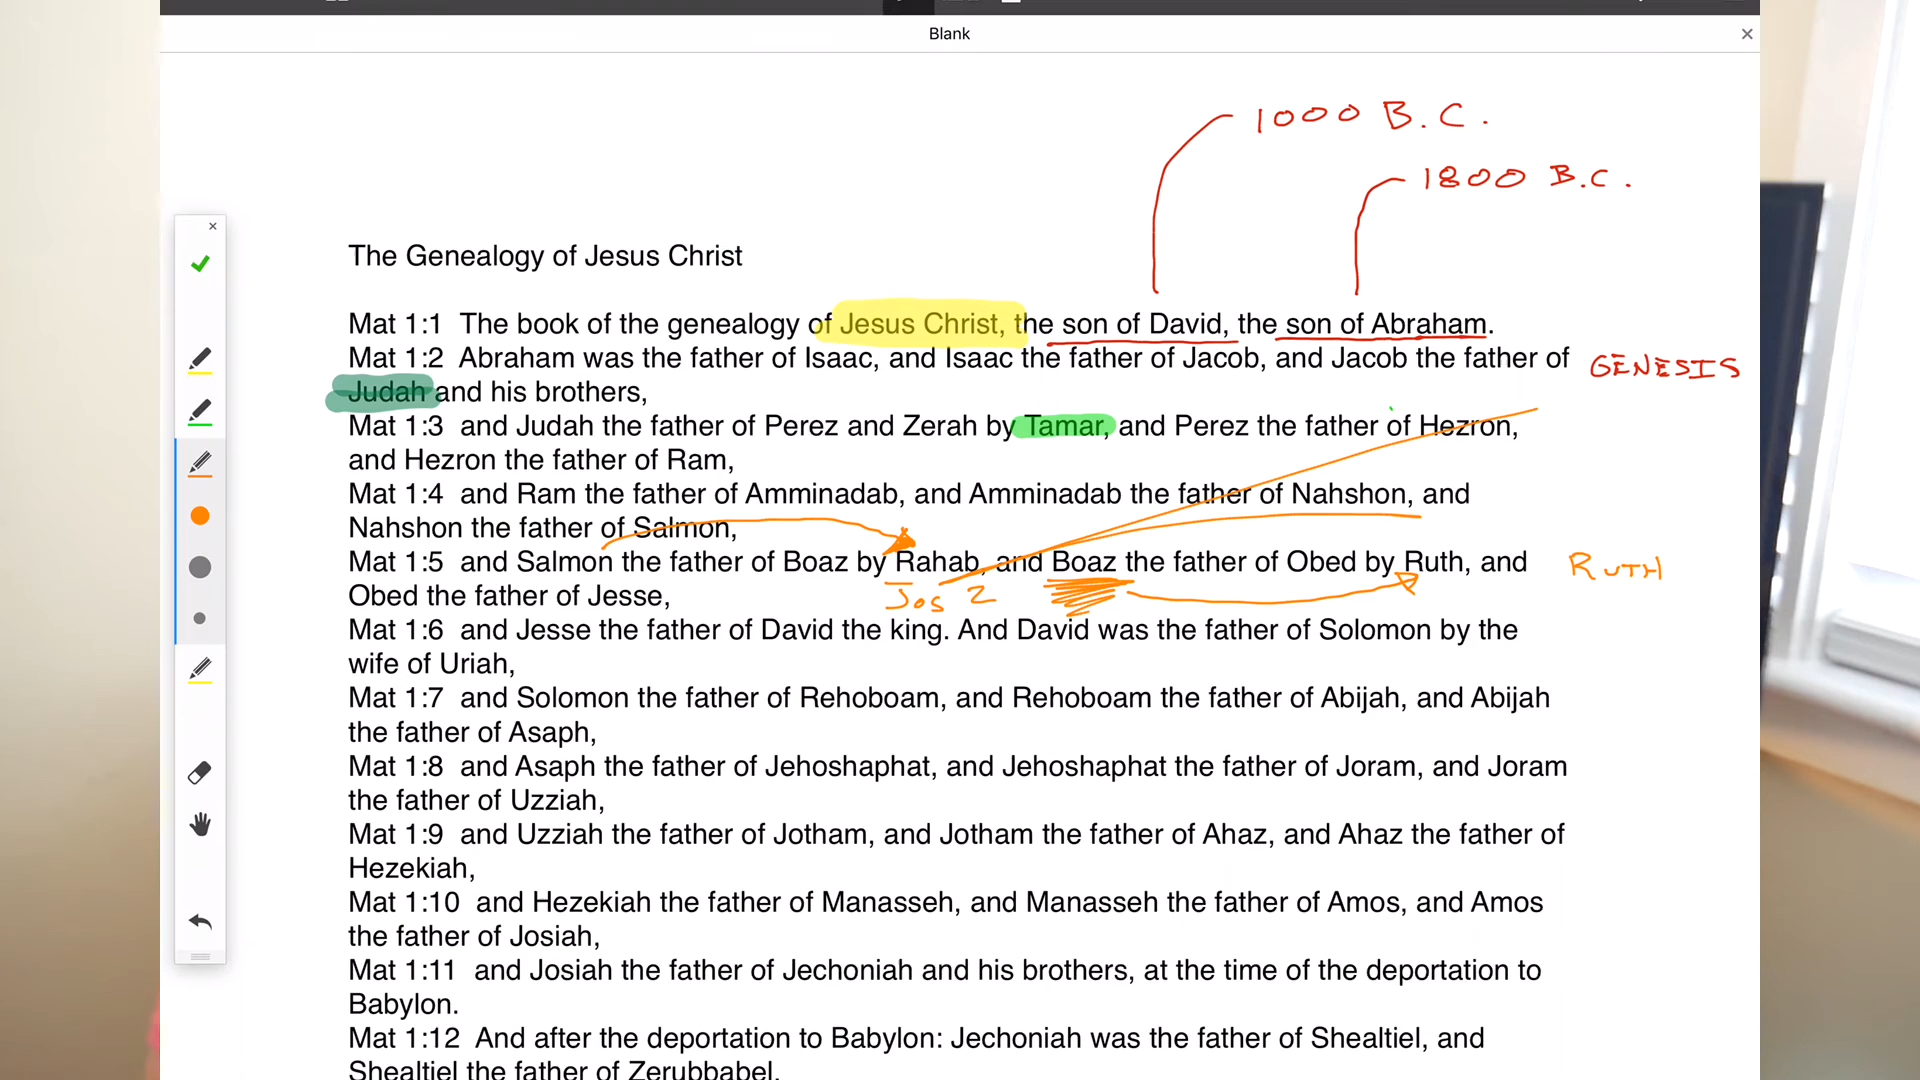 Blank
1000 B.C.
1800 B.C.
The Genealogy of Jesus Christ
Mat 1:1 The book of the genealogy of Jesus Christ, the son of David, the son of Abraham.
Mat 1:2 Abraham was the father of Isaac, and Isaac the father of Jacob, and Jacob the father of
GENESIS
Judah and his brothers,
Mat 1:3 and Judah the father of Perez and Zerah by Tamar, and Perez the father of Hezron,
and Hezron the father of Ram,
Mat 1:4 and Ram the father of Amminadab, and Amminadab the father of Nahshon, and
Nahshon the father of Salmon,
Mat 1:5 and Salmon the father of Boaz by Rahab, and Boaz the father of Obed by Ruth, and
RUTH
Obed the father of Jesse,
Jos 2
Mat 1:6 and Jesse the father of David the king. And David was the father of Solomon by the
wife of Uriah,
Mat 1:7 and Solomon the father of Rehoboam, and Rehoboam the father of Abijah, and Abijah
the father of Asaph,
Mat 1:8 and Asaph the father of Jehoshaphat, and Jehoshaphat the father of Joram, and Joram
the father of Uzziah,
Mat 1:9 and Uzziah the father of Jotham, and Jotham the father of Ahaz, and Ahaz the father of
Hezekiah,
Mat 1:10 and Hezekiah the father of Manasseh, and Manasseh the father of Amos, and Amos
the father of Josiah,
Mat 1:11 and Josiah the father of Jechoniah and his brothers, at the time of the deportation to
Babylon.
Mat 1:12 And after the deportation to Babylon: Jechoniah was the father of Shealtiel, and
Shealtiel the father of Zerubbabel,